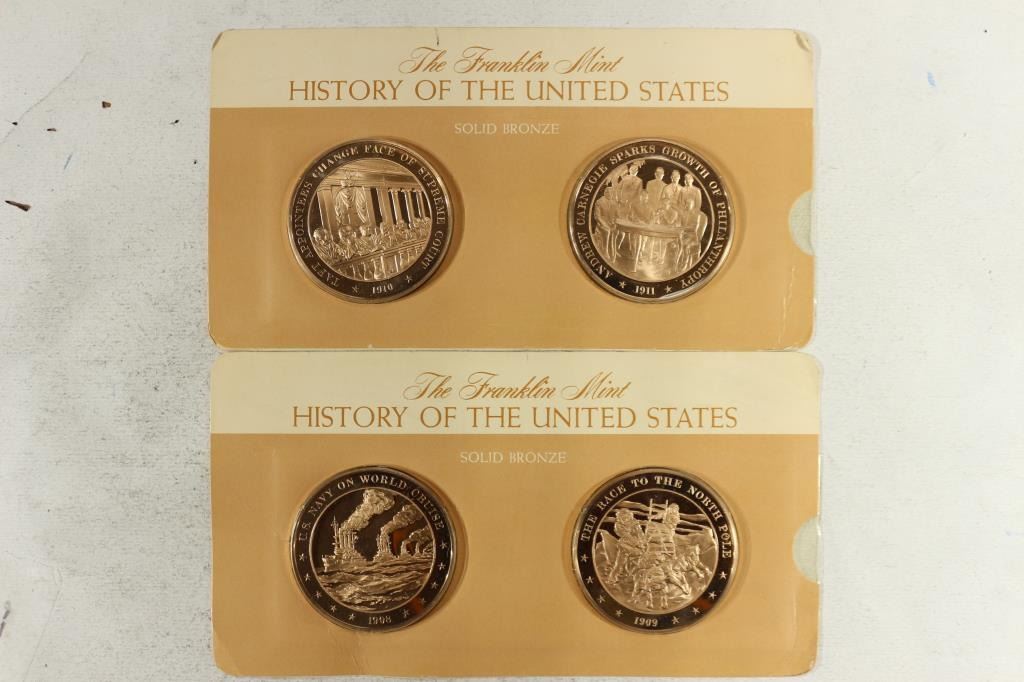 The Franklin Mint
HISTORY OF THE UNITED STATES
SOLID BRONZE
TAFT APPOINTEES CHANGE FACE OF SUPREME COURT
★ 1910 ★
ANDREW CARNEGIE SPARKS GROWTH OF PHILANTHROPY
★ 1911 ★
The Franklin Mint
HISTORY OF THE UNITED STATES
SOLID BRONZE
U.S. NAVY ON WORLD CRUISE
1908
THE RACE TO THE NORTH POLE
1909